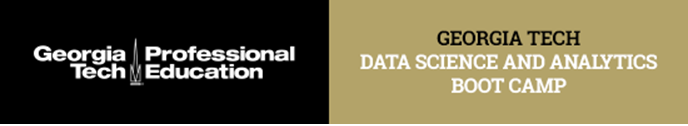 Georgia Tech Professional Education
GEORGIA TECH
DATA SCIENCE AND ANALYTICS
BOOT CAMP